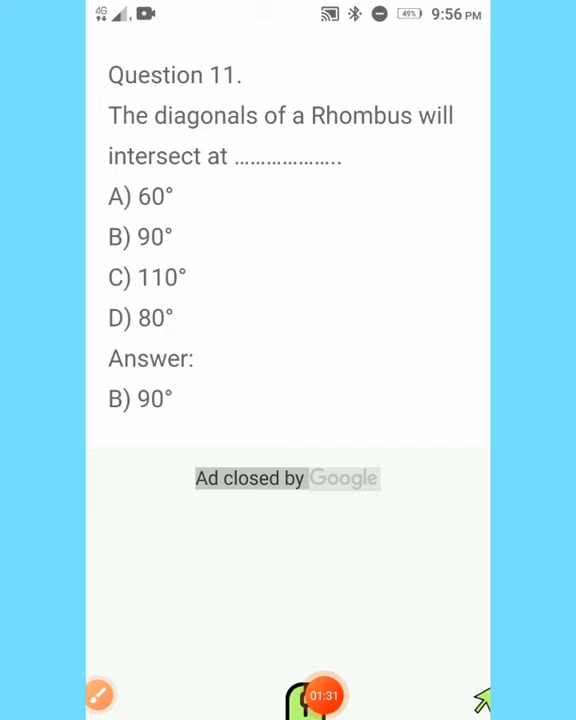 4G , 49% 9:56 PM
Question 11.
The diagonals of a Rhombus will
intersect at ………………..
A) 60°
B) 90°
C) 110°
D) 80°
Answer:
B) 90°
Ad closed by Google
01:31